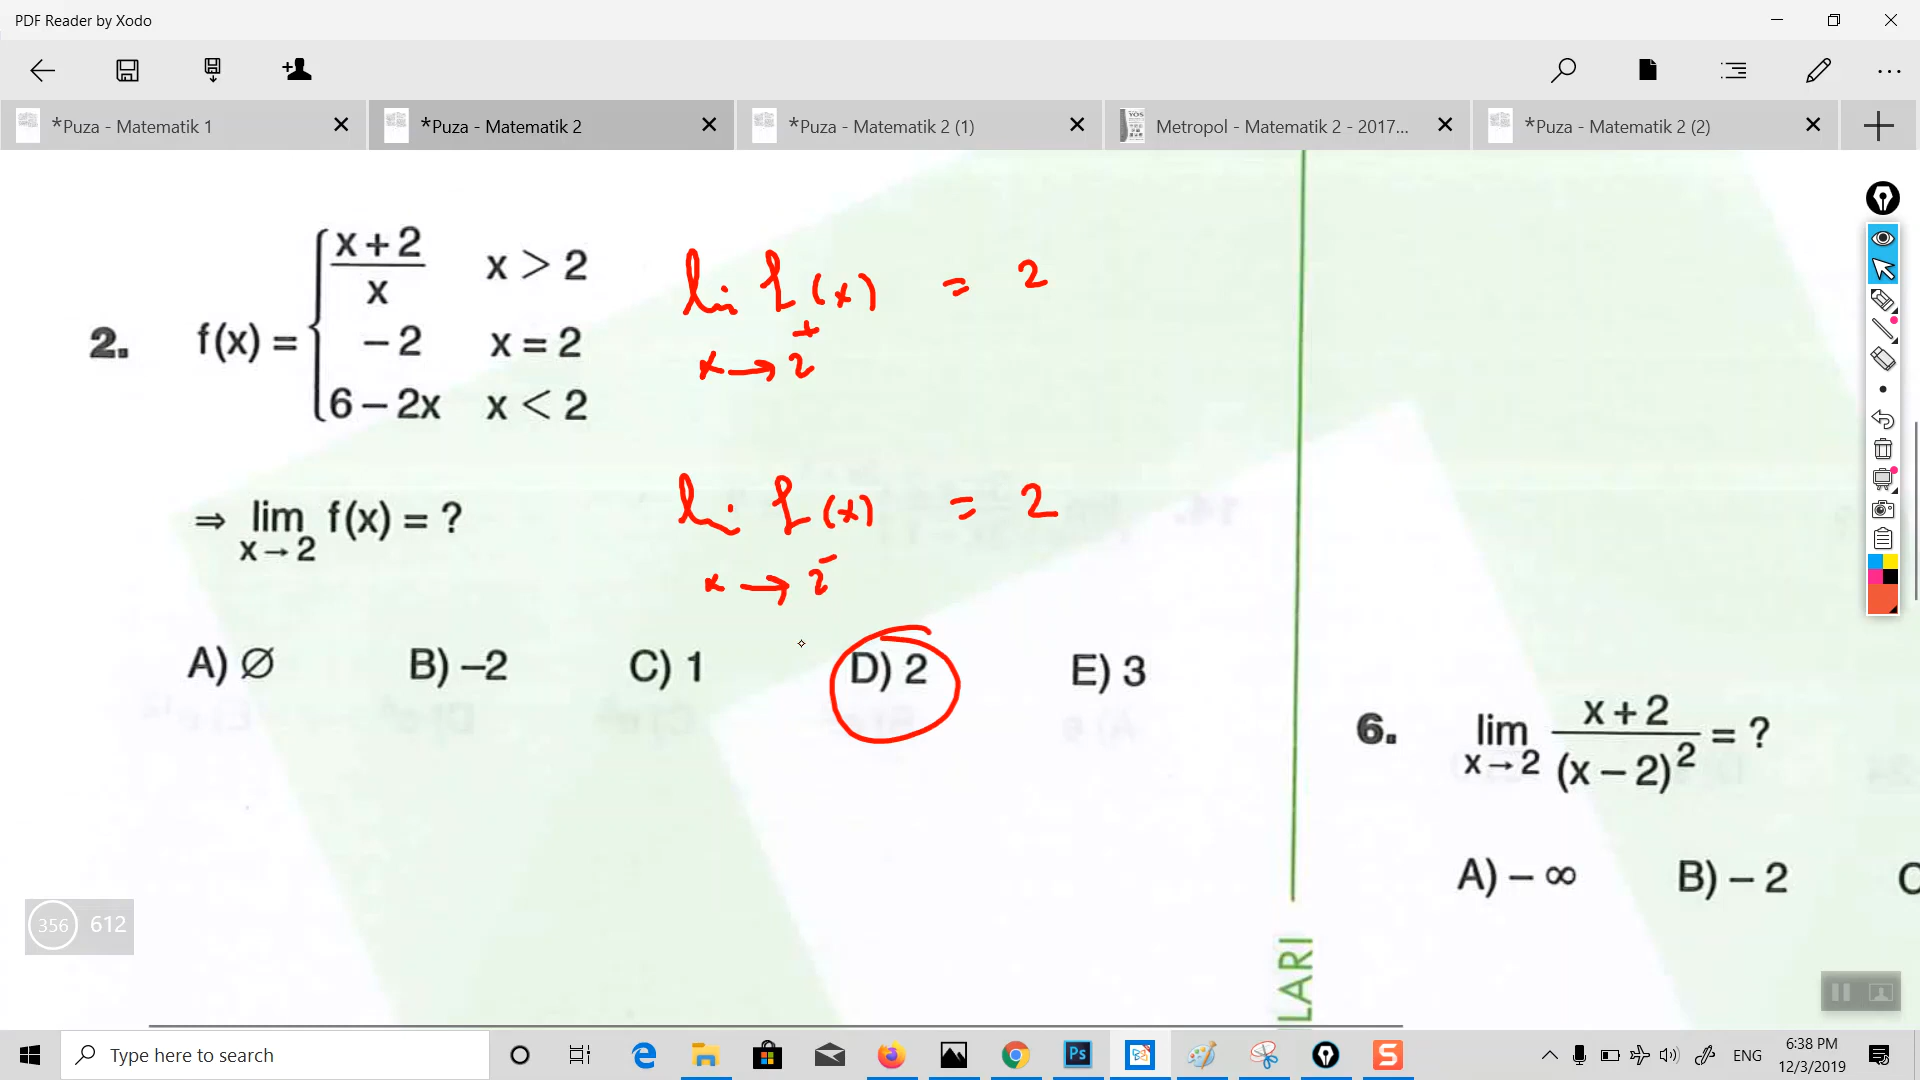 PDF Reader by Xodo
*Puza - Matematik 1
*Puza - Matematik 2
*Puza - Matematik 2 (1)
Metropol - Matematik 2 - 2017...
*Puza - Matematik 2 (2)
2. f(x) = { x + 2 / x x > 2
- 2 x = 2
6 - 2x x < 2
lim f(x) = 2
x → 2⁺
⇒ lim f(x) = ?
x → 2
lim f(x) = 2
x → 2⁻
A) ∅ B) –2 C) 1 D) 2 E) 3
6. lim x + 2 / (x – 2)² = ?
x → 2
A) – ∞ B) – 2 C
LARI
356 612
Type here to search
ENG
6:38 PM
12/3/2019